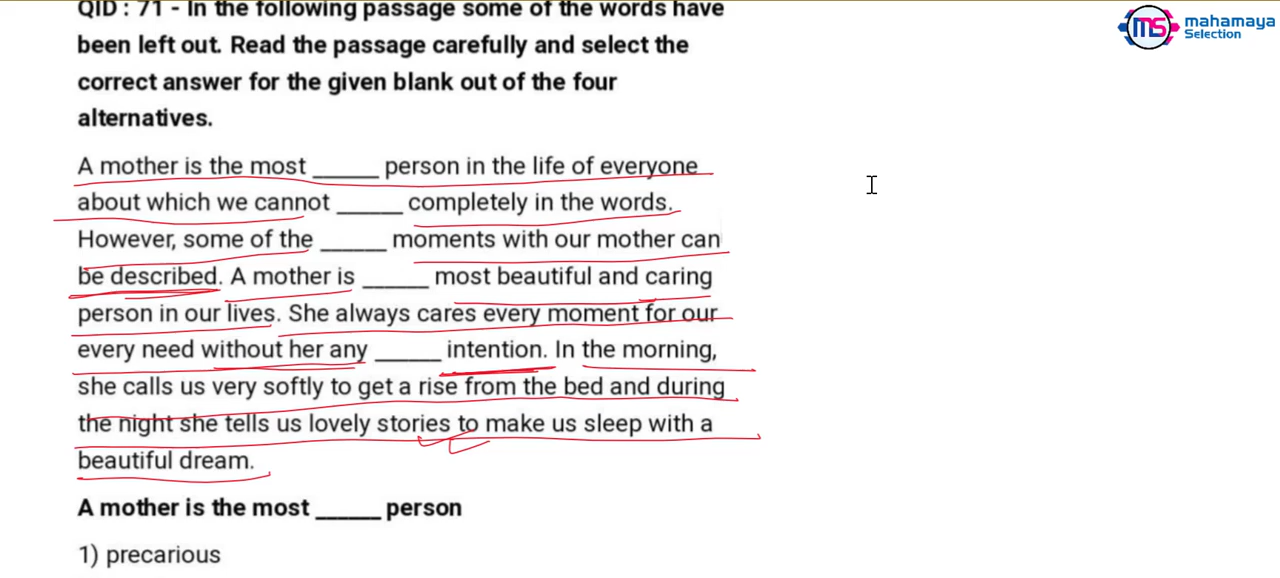 QID : 71 - In the following passage some of the words have
mahamaya
Selection
MS
been left out. Read the passage carefully and select the
correct answer for the given blank out of the four
alternatives.
A mother is the most ______ person in the life of everyone
about which we cannot ______ completely in the words.
However, some of the ______ moments with our mother can
be described. A mother is ______ most beautiful and caring
person in our lives. She always cares every moment for our
every need without her any ______ intention. In the morning,
she calls us very softly to get a rise from the bed and during
the night she tells us lovely stories to make us sleep with a
beautiful dream.
A mother is the most ______ person
1) precarious